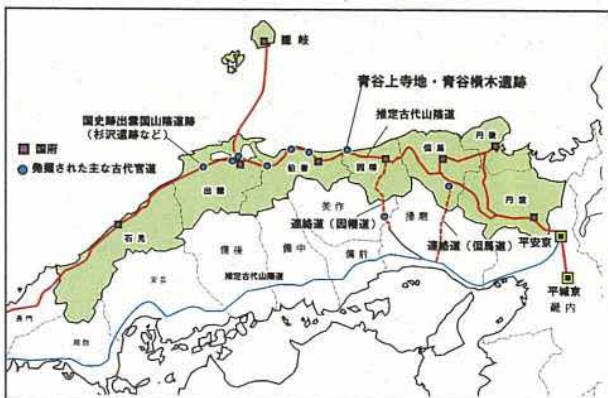 隠岐
青谷上寺地・青谷横木遺跡
国史跡出雲国山陰道跡
(杉沢遺跡など)
推定古代山陰道
国府
発掘された主な古代官道
丹後
但馬
因幡
伯耆
出雲
丹波
石見
美作
播磨
連絡道(因幡道)
連絡道(但馬道)
平安京
備後
備中
備前
安芸
推定古代山陽道
平城京
畿内
長門
周防